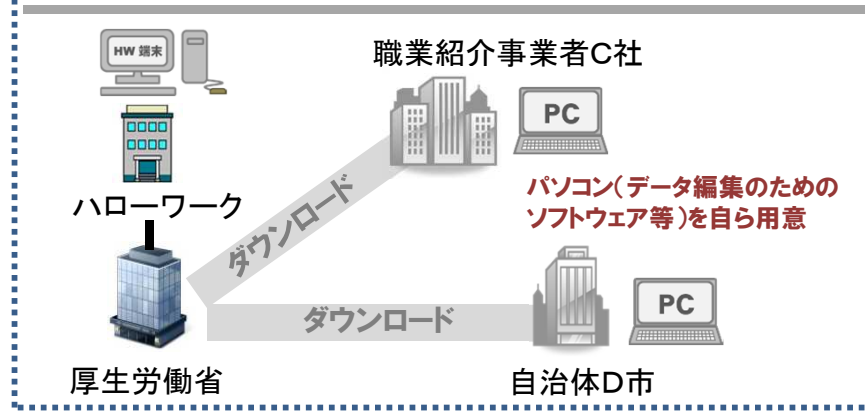 HW 端末
職業紹介事業者C社
PC
ハローワーク
ダウンロード
パソコン(データ編集のための
ソフトウェア等)を自ら用意
ダウンロード
PC
厚生労働省
自治体D市